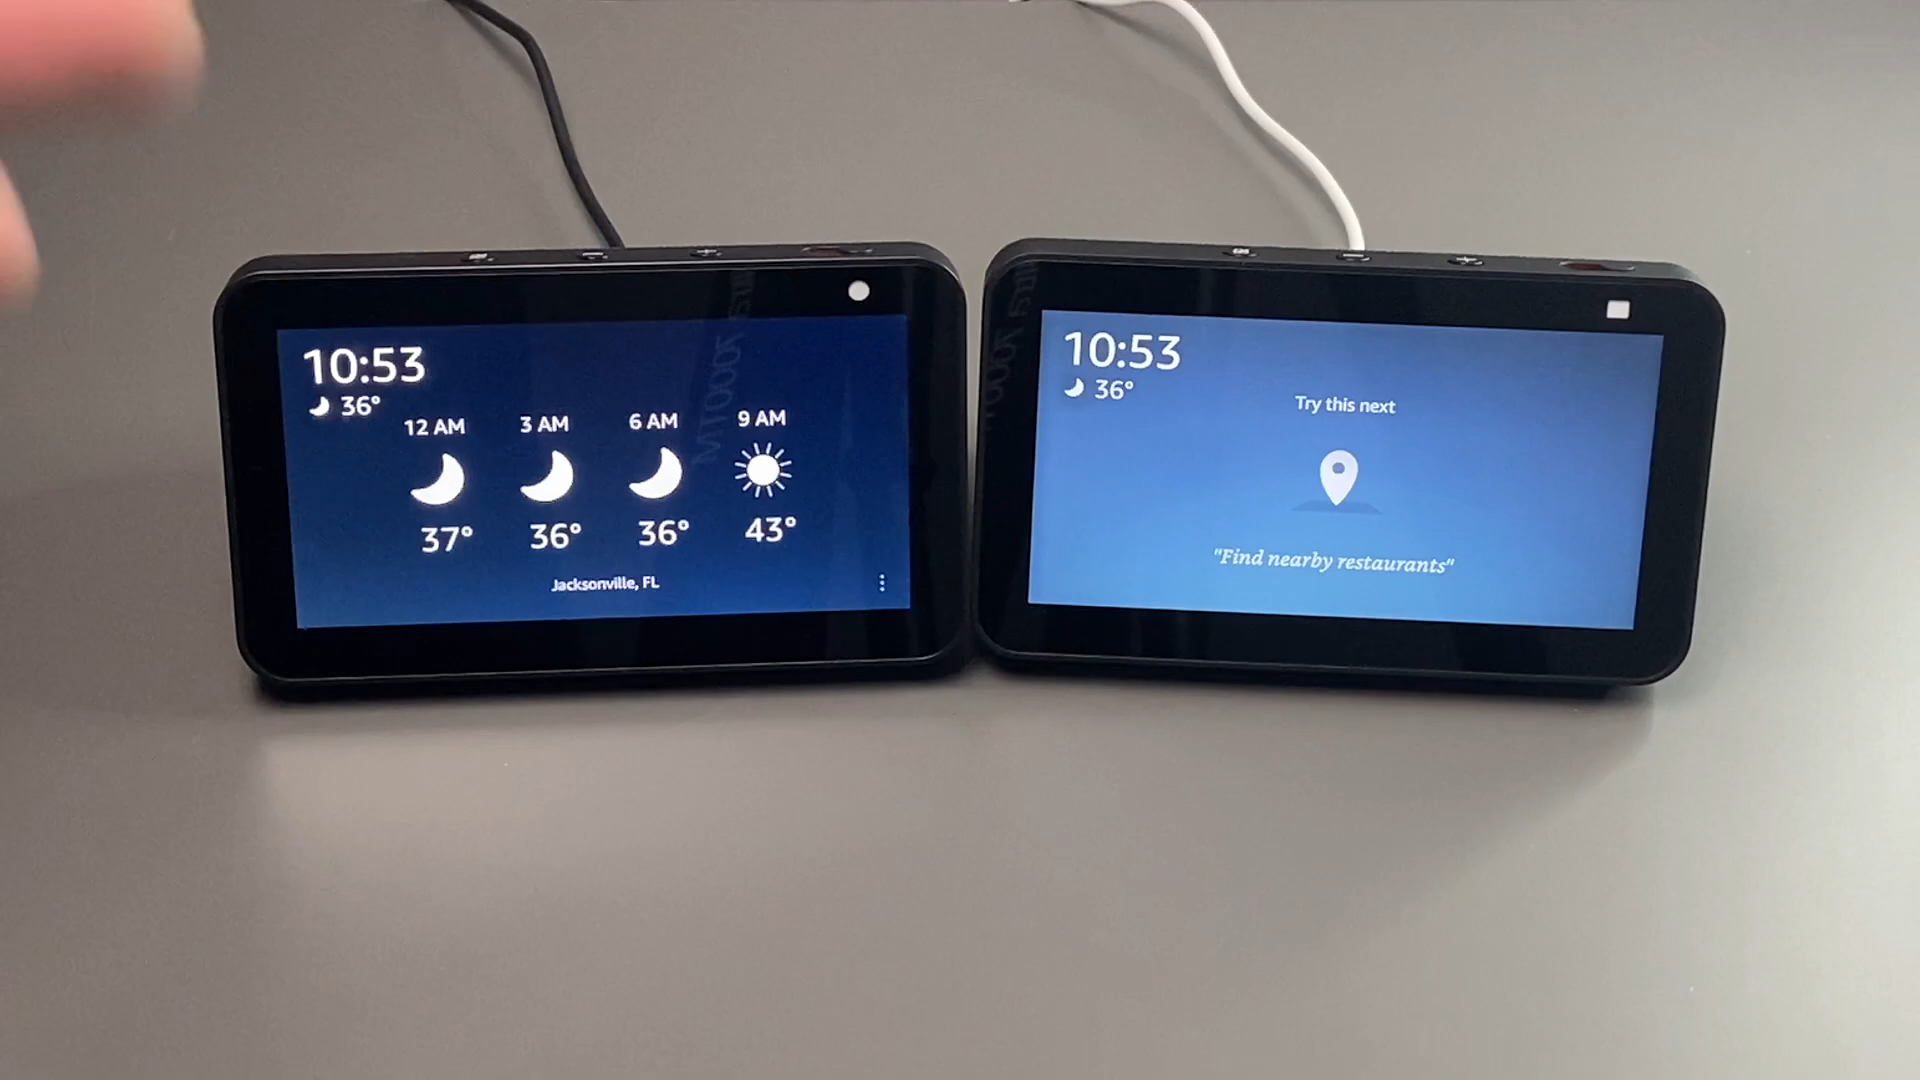 10:53
36°
12 AM 3 AM 6 AM 9 AM
37° 36° 36° 43°
Jacksonville, FL
10:53
36°
Try this next
"Find nearby restaurants"